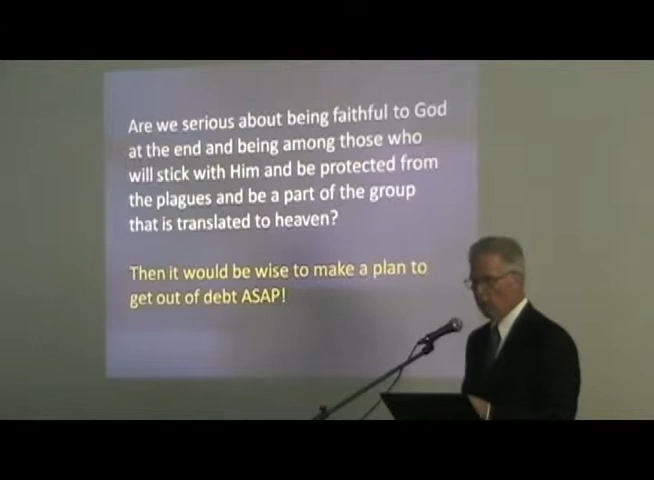 Are we serious about being faithful to God
at the end and being among those who
will stick with Him and be protected from
the plagues and be a part of the group
that is translated to heaven?
Then it would be wise to make a plan to
get out of debt ASAP!